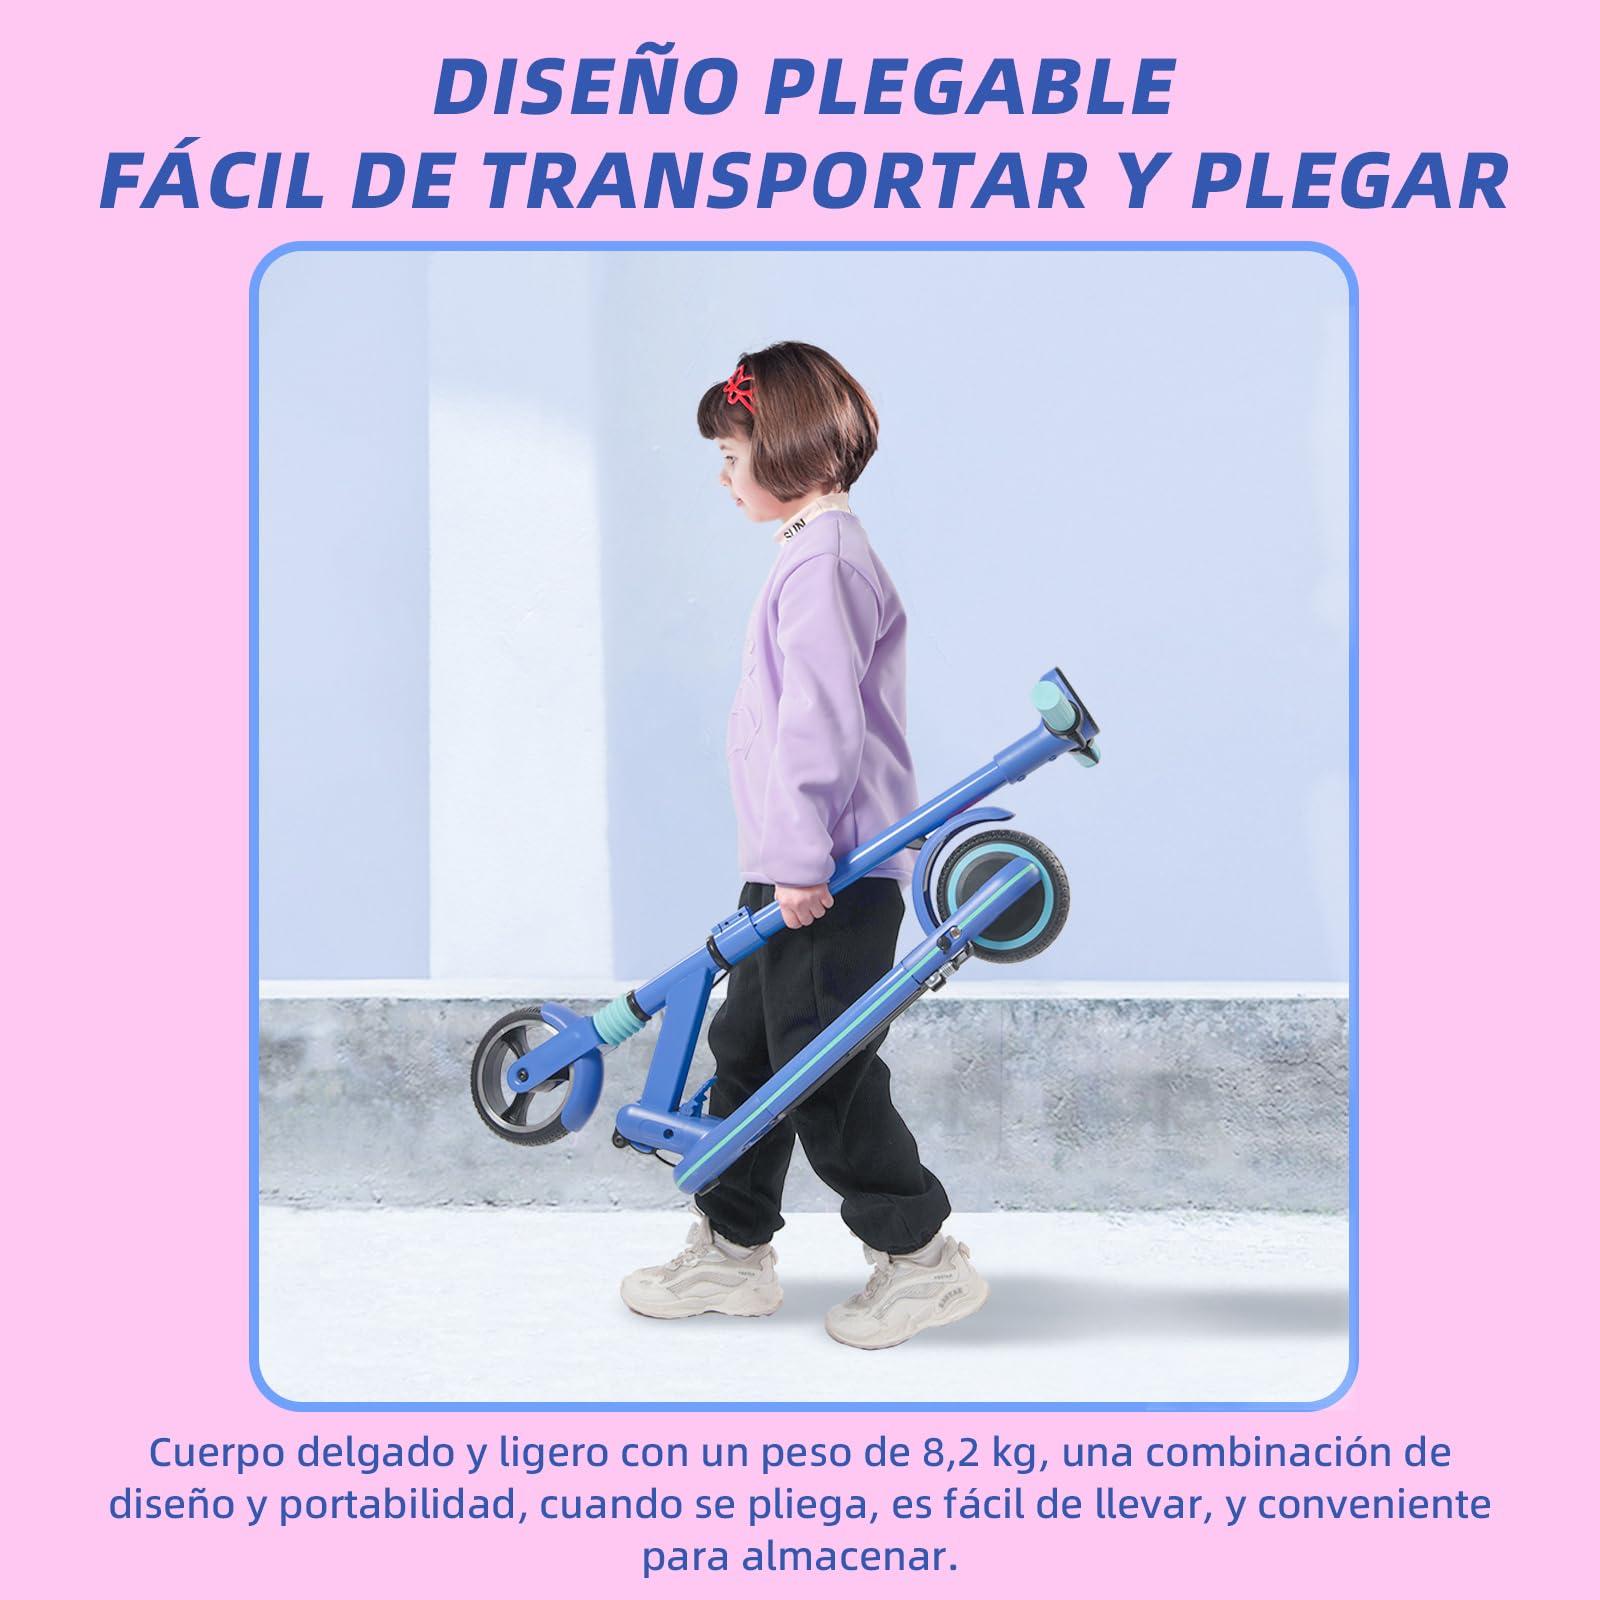 DISEÑO PLEGABLE
FÁCIL DE TRANSPORTAR Y PLEGAR
SUN
Cuerpo delgado y ligero con un peso de 8,2 kg, una combinación de
diseño y portabilidad, cuando se pliega, es fácil de llevar, y conveniente
para almacenar.